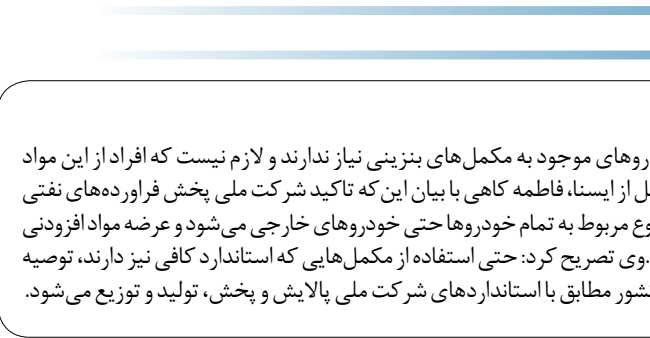 موجود به مکمل‌های بنزینی نیاز ندارند و لازم نیست که افراد از این مواد
از ایسنا، فاطمه کاهی با بیان این‌که تاکید شرکت ملی پخش فراورده‌های نفتی
مربوط به تمام خودروها حتی خودروهای خارجی می‌شود و عرضه مواد افزودنی
.وی تصریح کرد: حتی استفاده از مکمل‌هایی که استاندارد کافی نیز دارند، توصیه
مطابق با استانداردهای شرکت ملی پالایش و پخش، تولید و توزیع می‌شود.